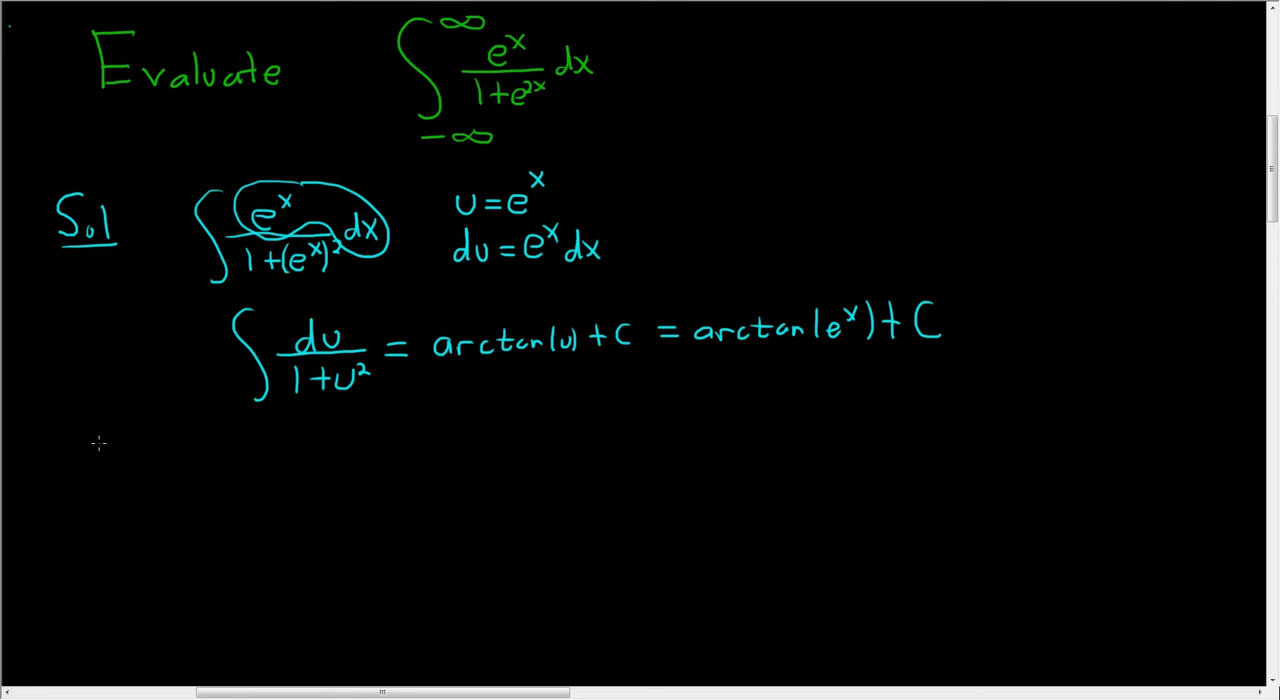 Evaluate ∫_{-∞}^{∞} e^x/(1+e^{2x}) dx
Sol ∫ e^x/(1+(e^x)^2) dx u = e^x
du = e^x dx
∫ du/(1+u^2) = arctan(u) + C = arctan(e^x) + C